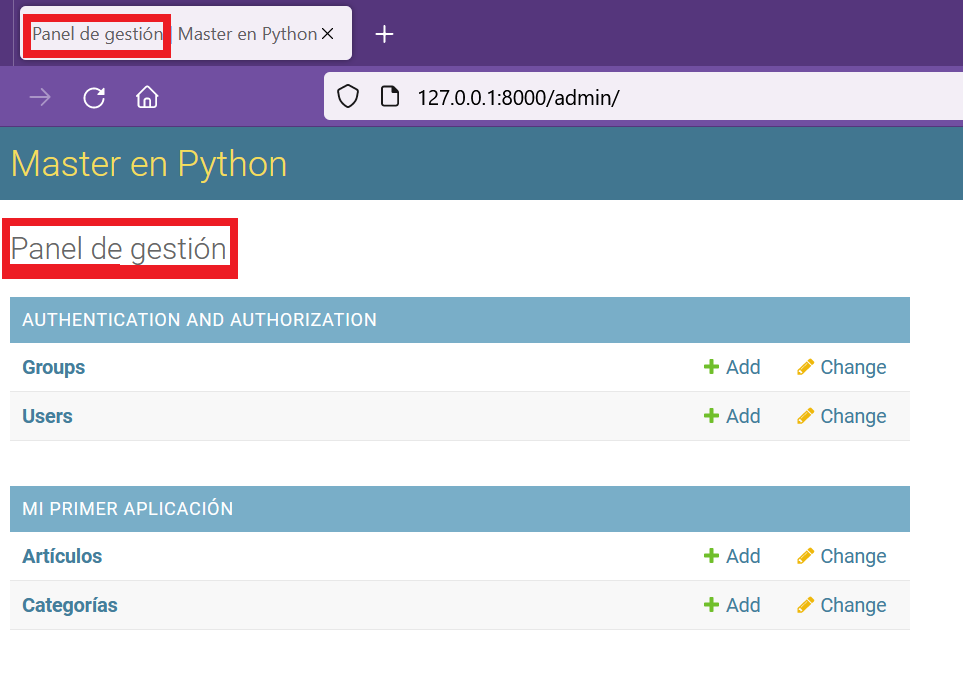 Panel de gestión | Master en Python
127.0.0.1:8000/admin/
Master en Python
Panel de gestión
AUTHENTICATION AND AUTHORIZATION
Groups Add Change
Users Add Change
MI PRIMER APLICACIÓN
Artículos Add Change
Categorías Add Change